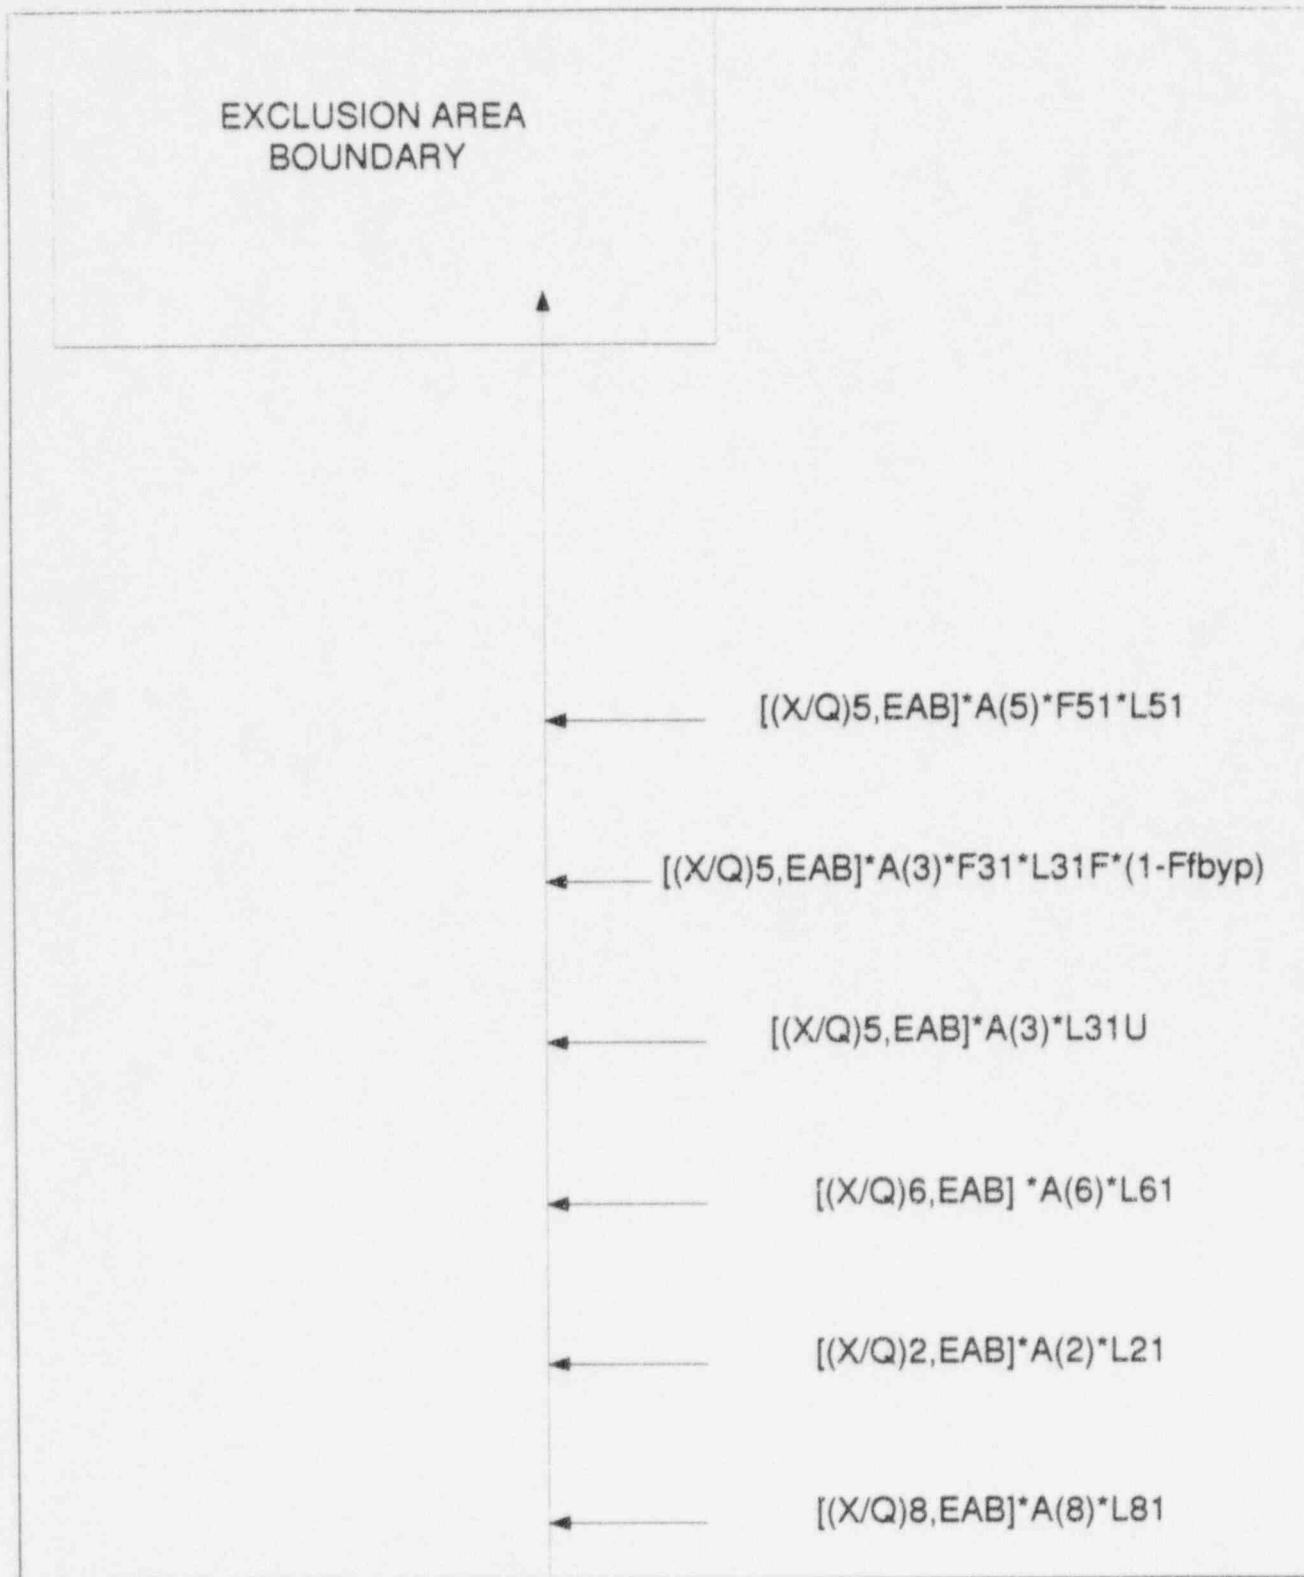 EXCLUSION AREA
BOUNDARY
[(X/Q)5,EAB]*A(5)*F51*L51
[(X/Q)5,EAB]*A(3)*F31*L31F*(1-Ffbyp)
[(X/Q)5,EAB]*A(3)*L31U
[(X/Q)6,EAB] *A(6)*L61
[(X/Q)2,EAB]*A(2)*L21
[(X/Q)8,EAB]*A(8)*L81